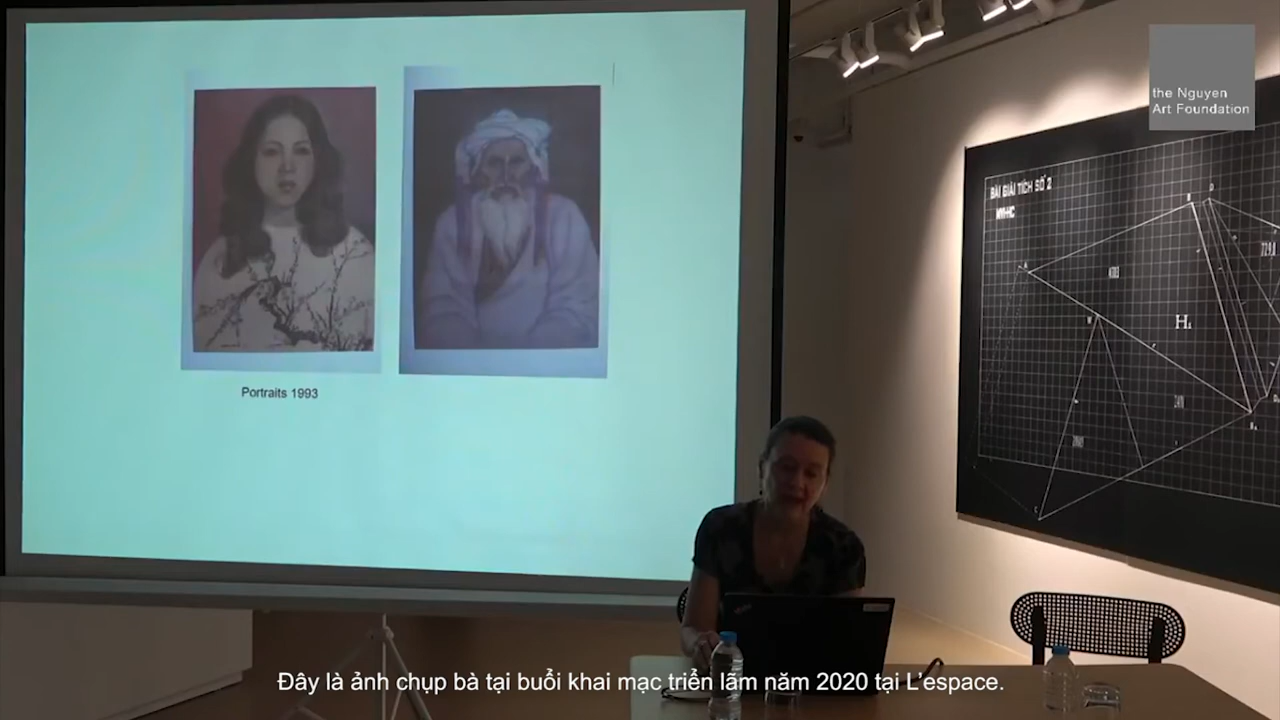 the Nguyen
Art Foundation
BÀI GIẢI TÍCH SỐ 2
Portraits 1993
Đây là ảnh chụp bà tại buổi khai mạc triển lãm năm 2020 tại L'espace.